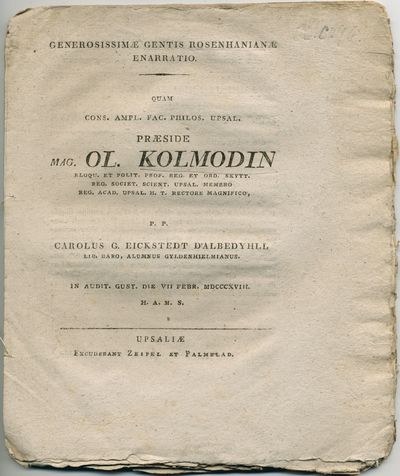 GENEROSISSIMÆ GENTIS ROSENHANIANÆ
ENARRATIO.
QUAM
CONS. AMPL. FAC. PHILOS. UPSAL.
PRÆSIDE
MAG. OL. KOLMODIN
ELOQU. ET POLIT. PROF. REG. ET ORD. SKYTT.
REG. SOCIET. SCIENT. UPSAL. MEMBRO
REG. ACAD. UPSAL. H. T. RECTORE MAGNIFICO,
P. P.
CAROLUS G. EICKSTEDT D'ALBEDYHLL
LIB. BARO, ALUMNUS GYLDENHIELMIANUS.
IN AUDIT. GUST. DIE VII FEBR. MDCCCXVIII.
H. A. M. S.
UPSALIÆ
EXCUDEBANT ZEIPEL ET PALMBLAD.